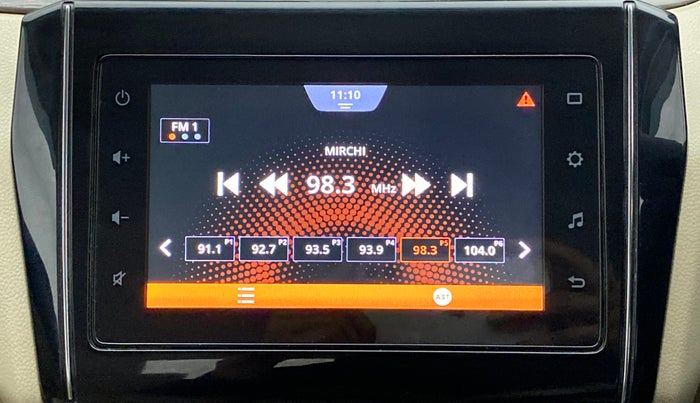 11:10
FM 1
MIRCHI
98.3 MHz
91.1 P1 92.7 P2 93.5 P3 93.9 P4 98.3 P5 104.0 P6
AST